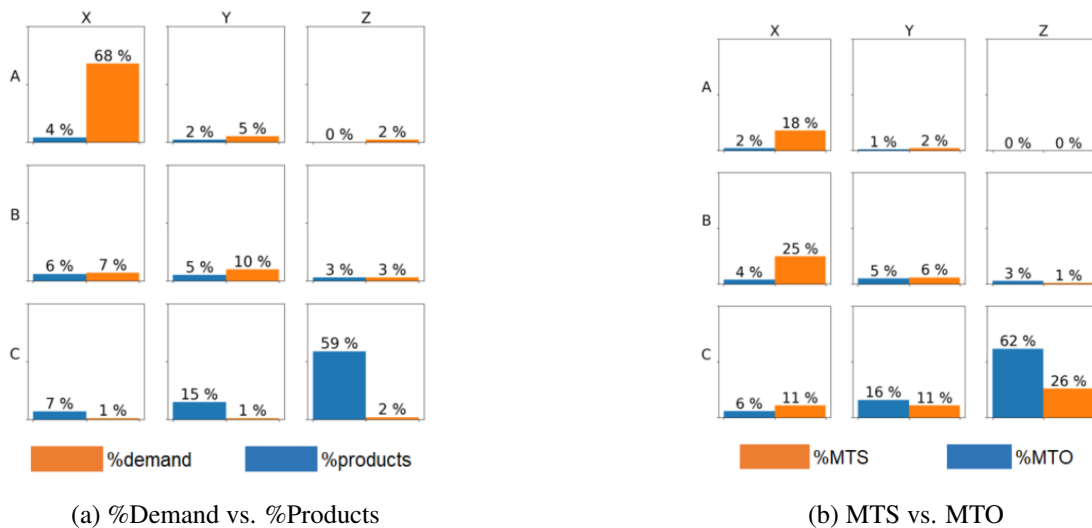 X Y Z
A
68 %
4 %
2 % 5 %
0 % 2 %
B
6 % 7 %
5 % 10 %
3 % 3 %
C
7 % 1 %
15 % 1 %
59 % 2 %
%demand %products
(a) %Demand vs. %Products
X Y Z
A
2 % 18 %
1 % 2 %
0 % 0 %
B
4 % 25 %
5 % 6 %
3 % 1 %
C
6 % 11 %
16 % 11 %
62 % 26 %
%MTS %MTO
(b) MTS vs. MTO